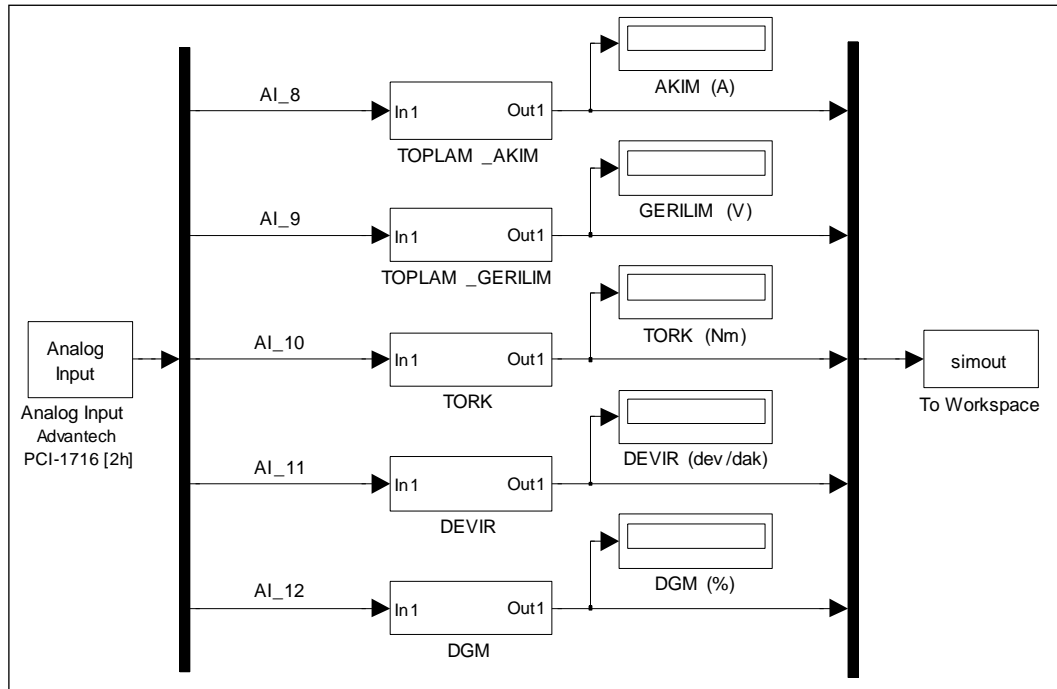 AKIM (A)
AI_8
In1 Out1
TOPLAM _AKIM
GERILIM (V)
AI_9
In1 Out1
TOPLAM _GERILIM
TORK (Nm)
AI_10
In1 Out1
TORK
Analog
Input
Analog Input
Advantech
PCI-1716 [2h]
simout
To Workspace
DEVIR (dev/dak)
AI_11
In1 Out1
DEVIR
DGM (%)
AI_12
In1 Out1
DGM